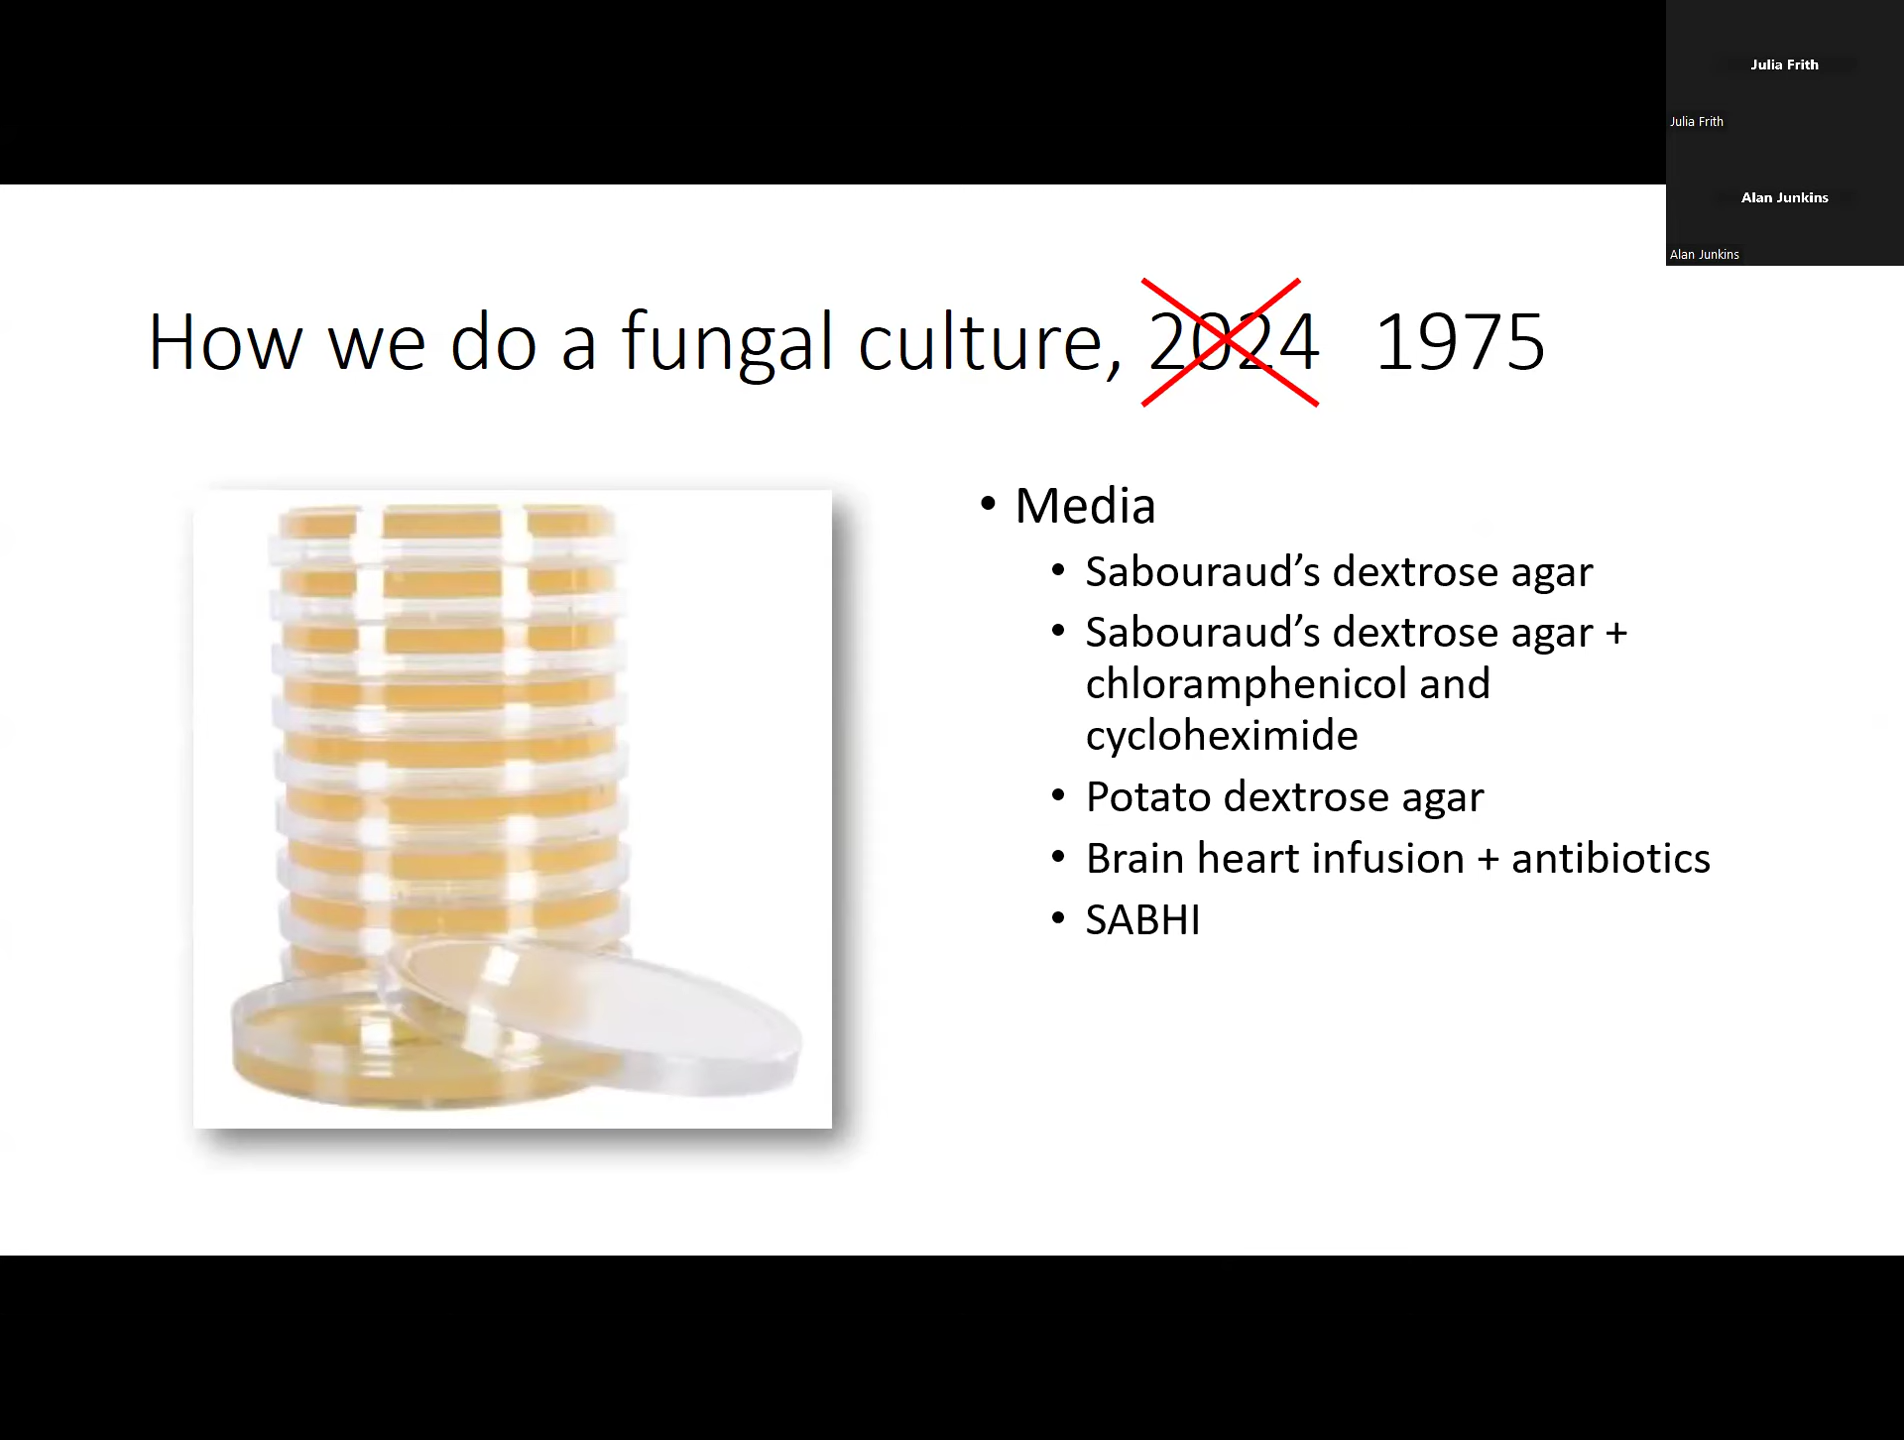 Julia Frith
Julia Frith
Alan Junkins
Alan Junkins
How we do a fungal culture, 2024 1975
• Media
• Sabouraud’s dextrose agar
• Sabouraud’s dextrose agar +
chloramphenicol and
cycloheximide
• Potato dextrose agar
• Brain heart infusion + antibiotics
• SABHI